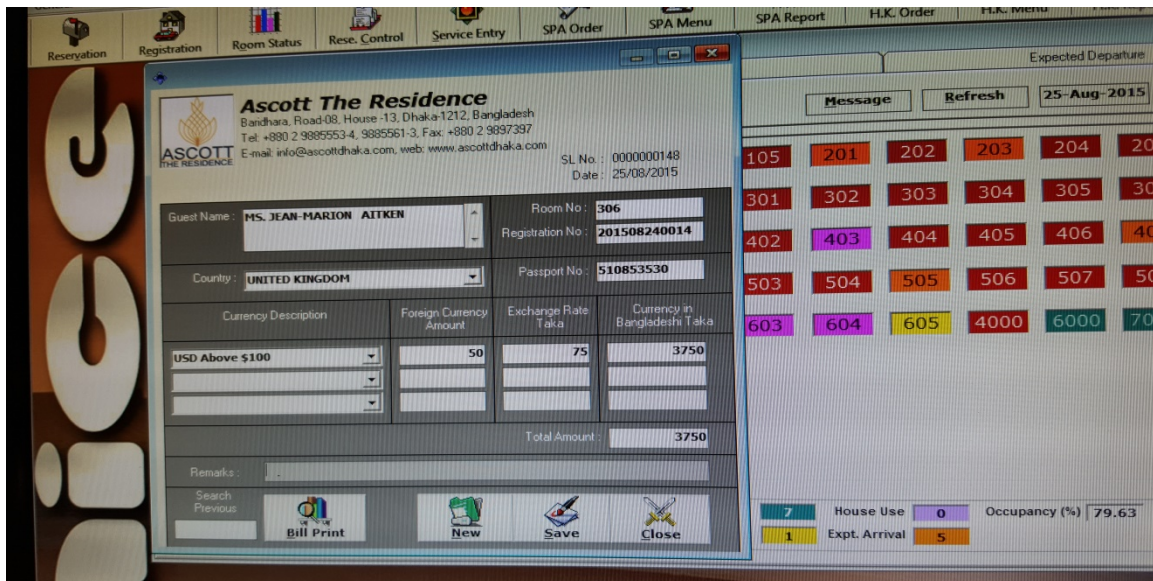 Reservation
Registration
Room Status
Rese. Control
Service Entry
SPA Order
SPA Menu
SPA Report
H.K. Order
H.K. Menu
Expected Departure
Message
Refresh
25-Aug-2015
Ascott The Residence
Baridhara, Road-08, House -13, Dhaka-1212, Bangladesh
Tel: +880 2 9885553-4, 9885561-3, Fax: +880 2 9897397
E-mail: info@ascottdhaka.com, web: www.ascottdhaka.com
ASCOTT
THE RESIDENCE
SL No. : 0000000148
Date : 25/08/2015
Guest Name : MS. JEAN-MARION AITKEN
Room No : 306
Registration No : 201508240014
Country : UNITED KINGDOM
Passport No : 510853530
Currency Description Foreign Currency Amount Exchange Rate Taka Currency in Bangladeshi Taka
USD Above $100 50 75 3750
Total Amount : 3750
Remarks : .
Search Previous
Bill Print
New
Save
Close
105 201 202 203 204
301 302 303 304 305
402 403 404 405 406
503 504 505 506 507
603 604 605 4000 6000
7 House Use 0 Occupancy (%) 79.63
1 Expt. Arrival 5